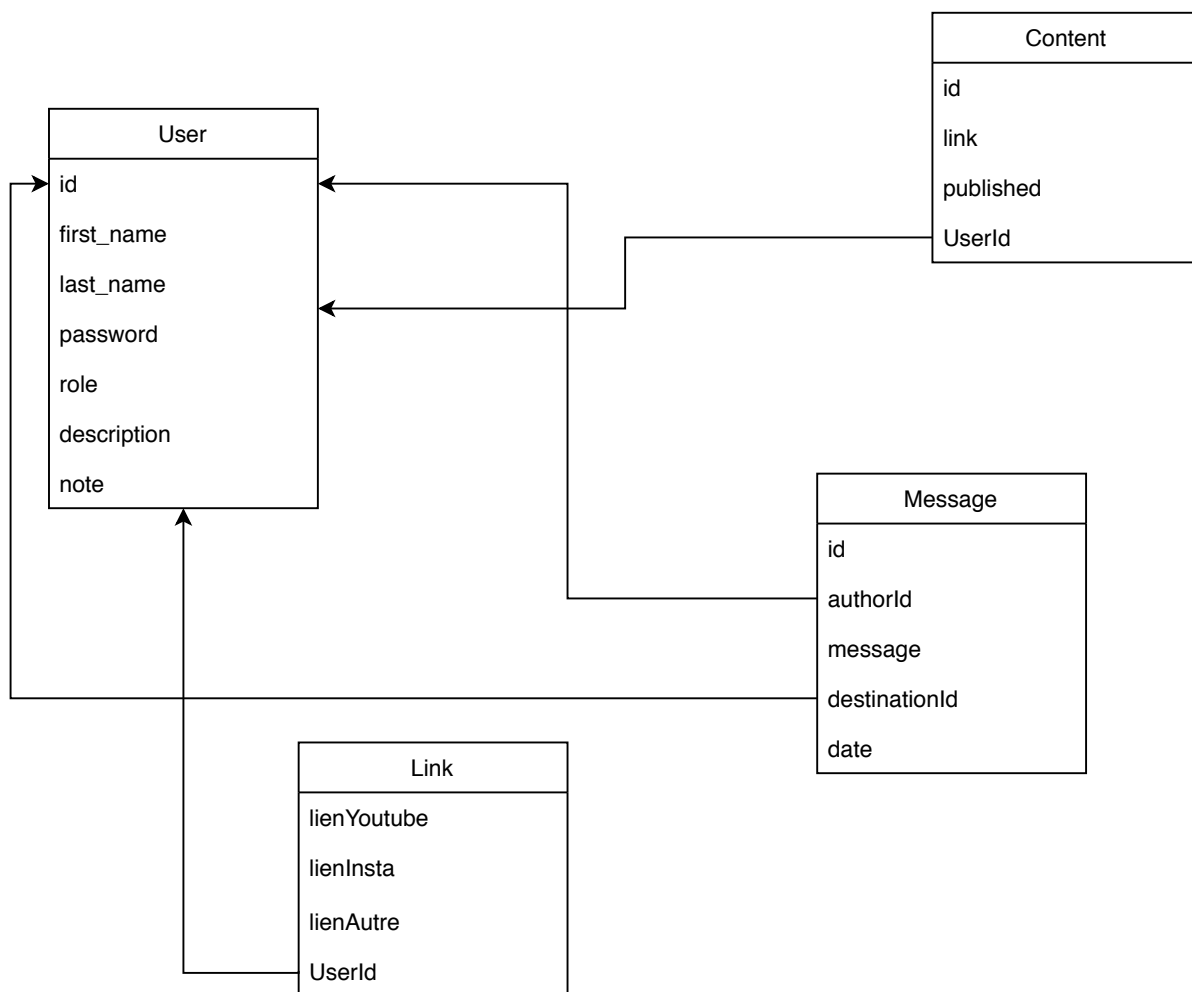 User
id
first_name
last_name
password
role
description
note
Content
id
link
published
UserId
Message
id
authorId
message
destinationId
date
Link
lienYoutube
lienInsta
lienAutre
UserId